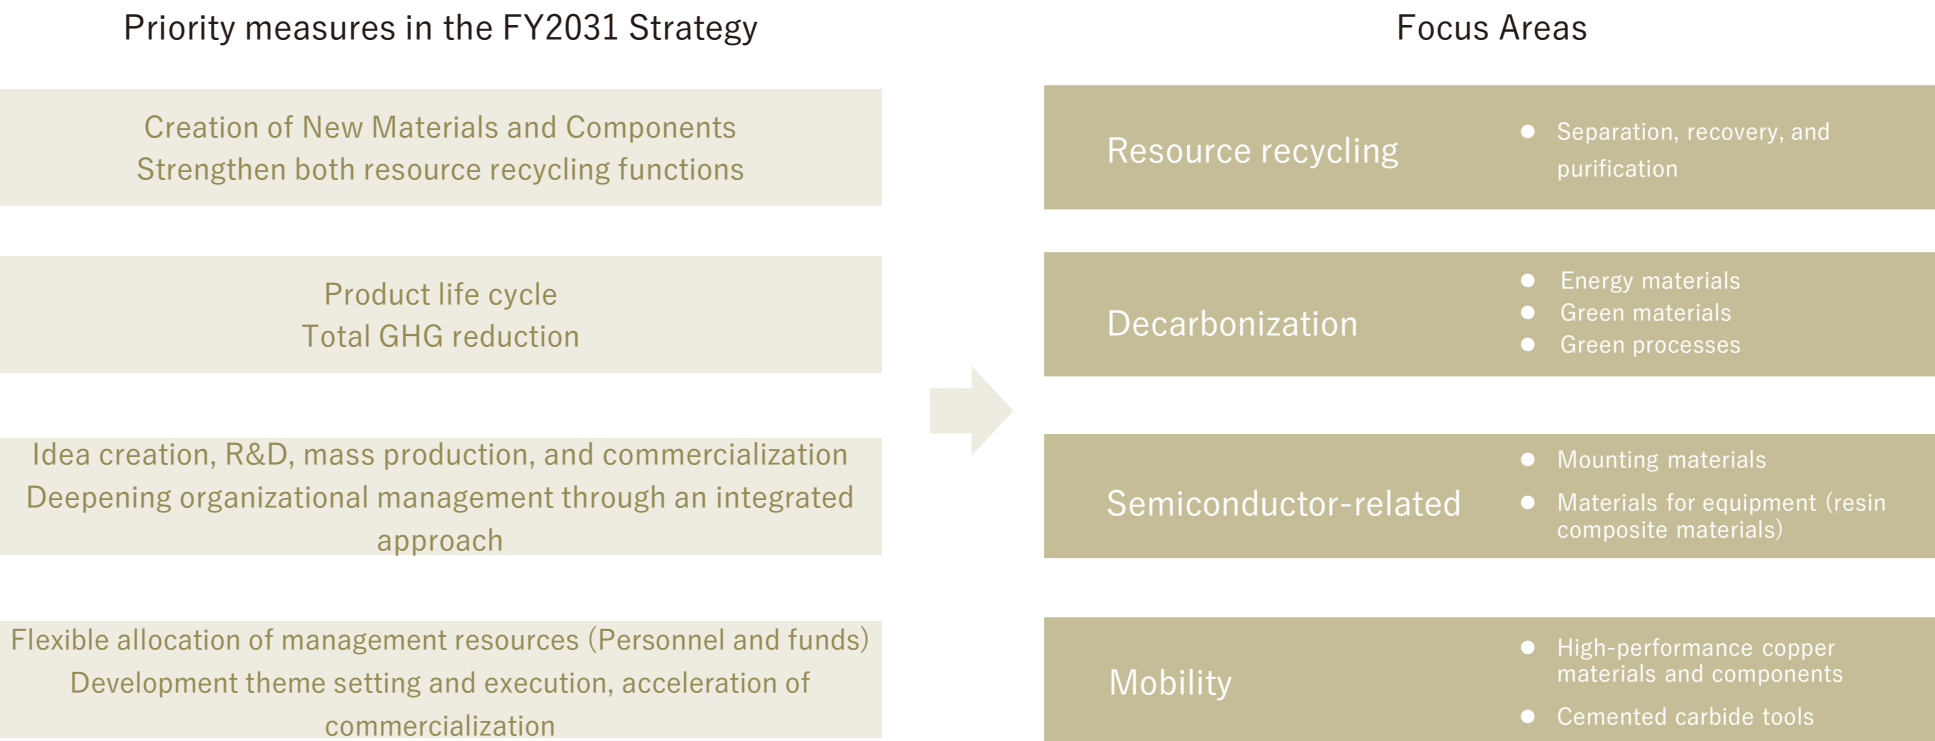 Priority measures in the FY2031 Strategy
Creation of New Materials and Components
Strengthen both resource recycling functions
Product life cycle
Total GHG reduction
Idea creation, R&D, mass production, and commercialization
Deepening organizational management through an integrated
approach
Flexible allocation of management resources (Personnel and funds)
Development theme setting and execution, acceleration of
commercialization
Focus Areas
Resource recycling
● Separation, recovery, and
purification
Decarbonization
● Energy materials
● Green materials
● Green processes
Semiconductor-related
● Mounting materials
● Materials for equipment (resin
composite materials)
Mobility
● High-performance copper
materials and components
● Cemented carbide tools